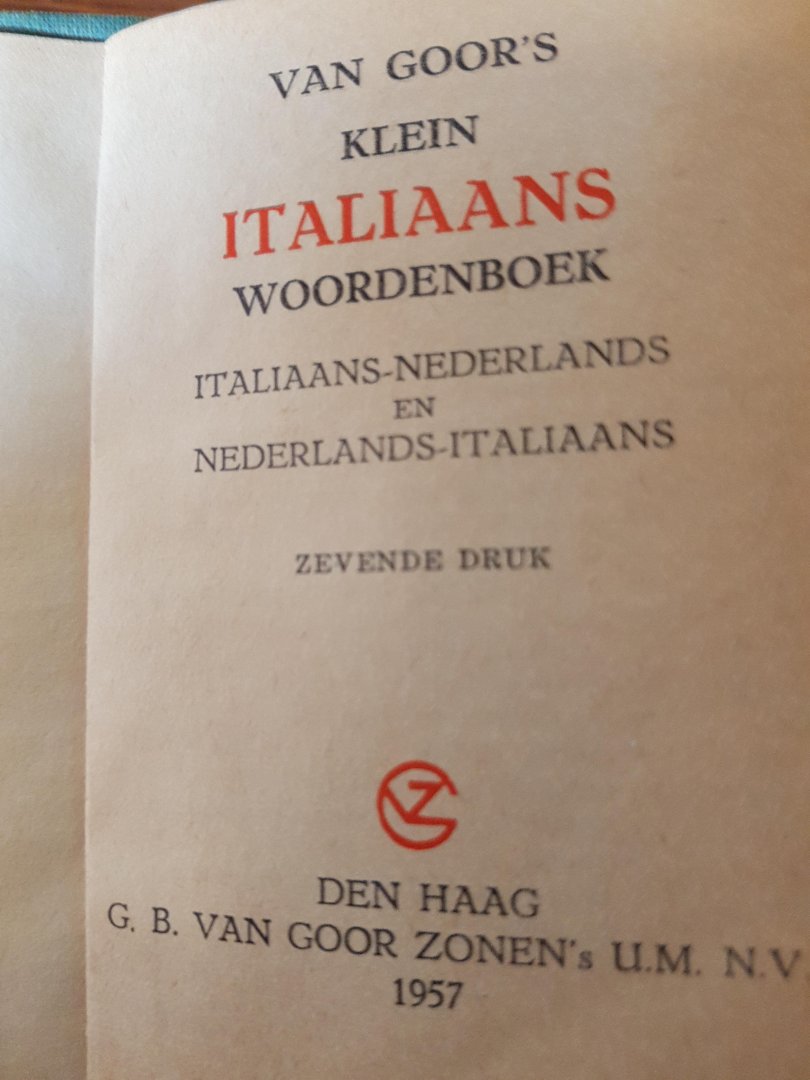 VAN GOOR'S
KLEIN
ITALIAANS
WOORDENBOEK
ITALIAANS-NEDERLANDS
EN
NEDERLANDS-ITALIAANS
ZEVENDE DRUK
DEN HAAG
G. B. VAN GOOR ZONEN's U.M. N.V
1957